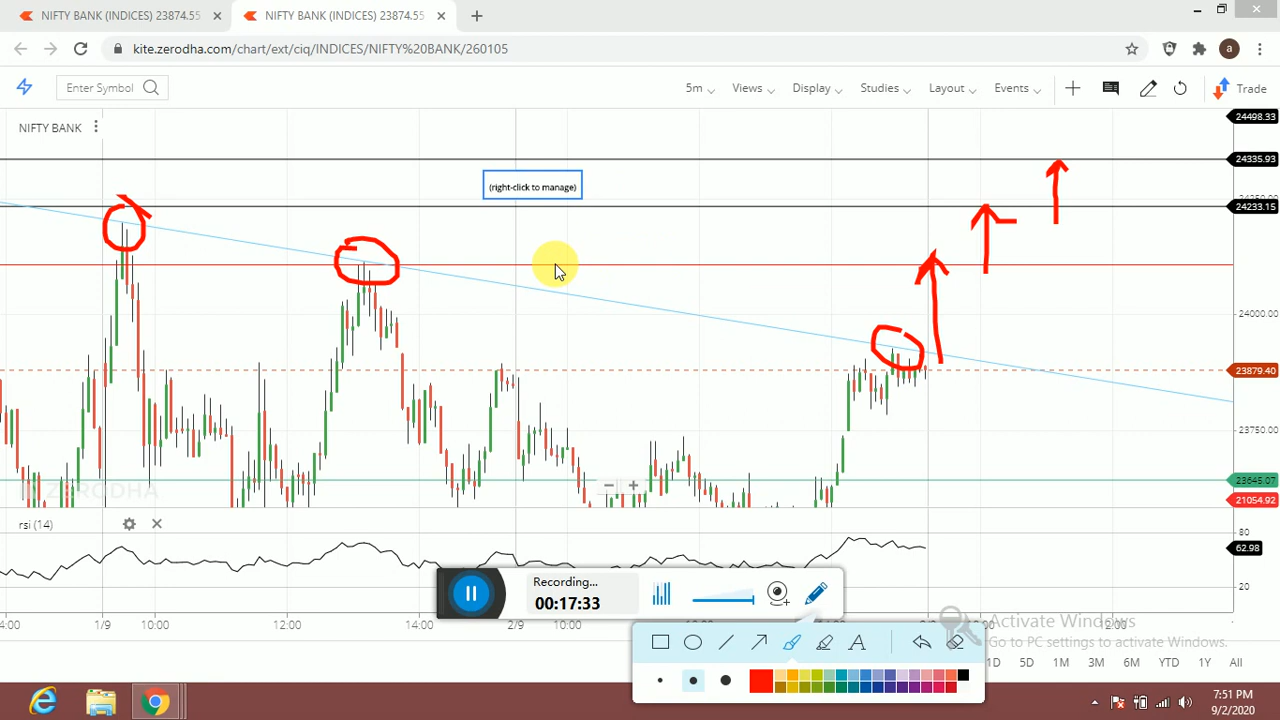 NIFTY BANK (INDICES) 23874.55
NIFTY BANK (INDICES) 23874.55
kite.zerodha.com/chart/ext/ciq/INDICES/NIFTY%20BANK/260105
a
Enter Symbol
5m
Views
Display
Studies
Layout
Events
Trade
NIFTY BANK
24498.33
24335.93
(right-click to manage)
24233.15
24000.00
23879.40
23750.00
23645.07
ZERODHA
21054.92
rsi (14)
80
62.98
20
Recording...
00:17:33
1/9
10:00
12:00
14:00
2/9
10:00
Activate Windows
Go to PC settings to activate Windows.
A
1D
5D
1M
3M
6M
YTD
1Y
All
7:51 PM
9/2/2020